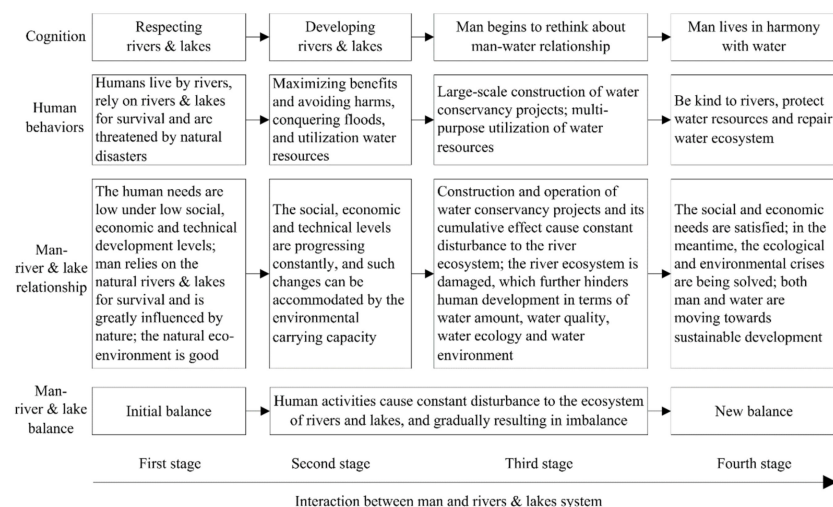 Cognition
Respecting
rivers & lakes
Developing
rivers & lakes
Man begins to rethink about
man-water relationship
Man lives in harmony
with water
Human
behaviors
Humans live by rivers,
rely on rivers & lakes
for survival and are
threatened by natural
disasters
Maximizing benefits
and avoiding harms,
conquering floods,
and utilization water
resources
Large-scale construction of water
conservancy projects; multi-
purpose utilization of water
resources
Be kind to rivers, protect
water resources and repair
water ecosystem
Man-
river & lake
relationship
The human needs are
low under low social,
economic and technical
development levels;
man relies on the
natural rivers & lakes
for survival and is
greatly influenced by
nature; the natural eco-
environment is good
The social, economic
and technical levels
are progressing
constantly, and such
changes can be
accommodated by the
environmental
carrying capacity
Construction and operation of
water conservancy projects and its
cumulative effect cause constant
disturbance to the river
ecosystem; the river ecosystem is
damaged, which further hinders
human development in terms of
water amount, water quality,
water ecology and water
environment
The social and economic
needs are satisfied; in the
meantime, the ecological
and environmental crises
are being solved; both
man and water are
moving towards
sustainable development
Man-
river & lake
balance
Initial balance
Human activities cause constant disturbance to the ecosystem
of rivers and lakes, and gradually resulting in imbalance
New balance
First stage
Second stage
Third stage
Fourth stage
Interaction between man and rivers & lakes system